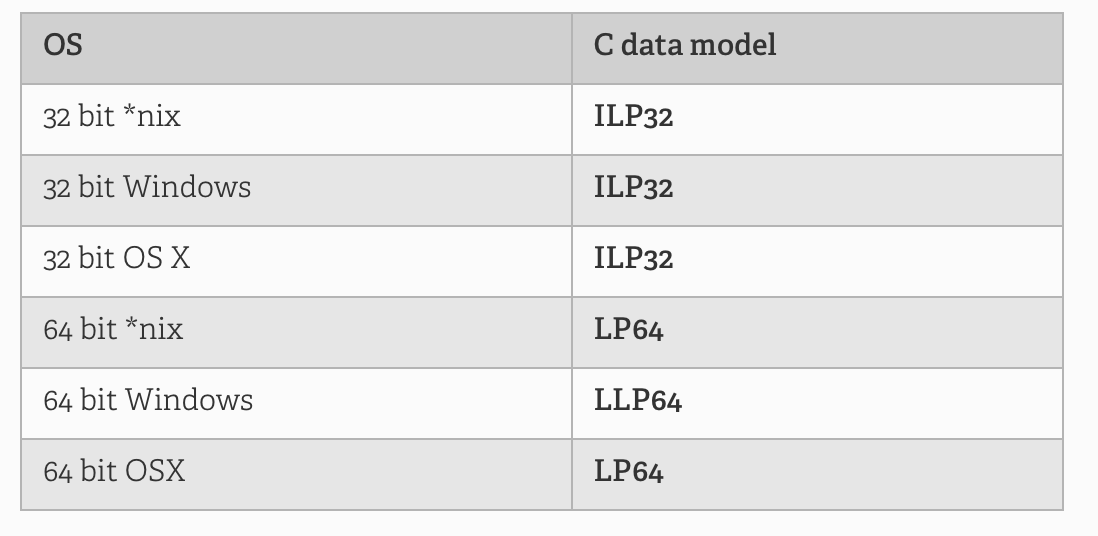 OS C data model
32 bit *nix ILP32
32 bit Windows ILP32
32 bit OS X ILP32
64 bit *nix LP64
64 bit Windows LLP64
64 bit OSX LP64